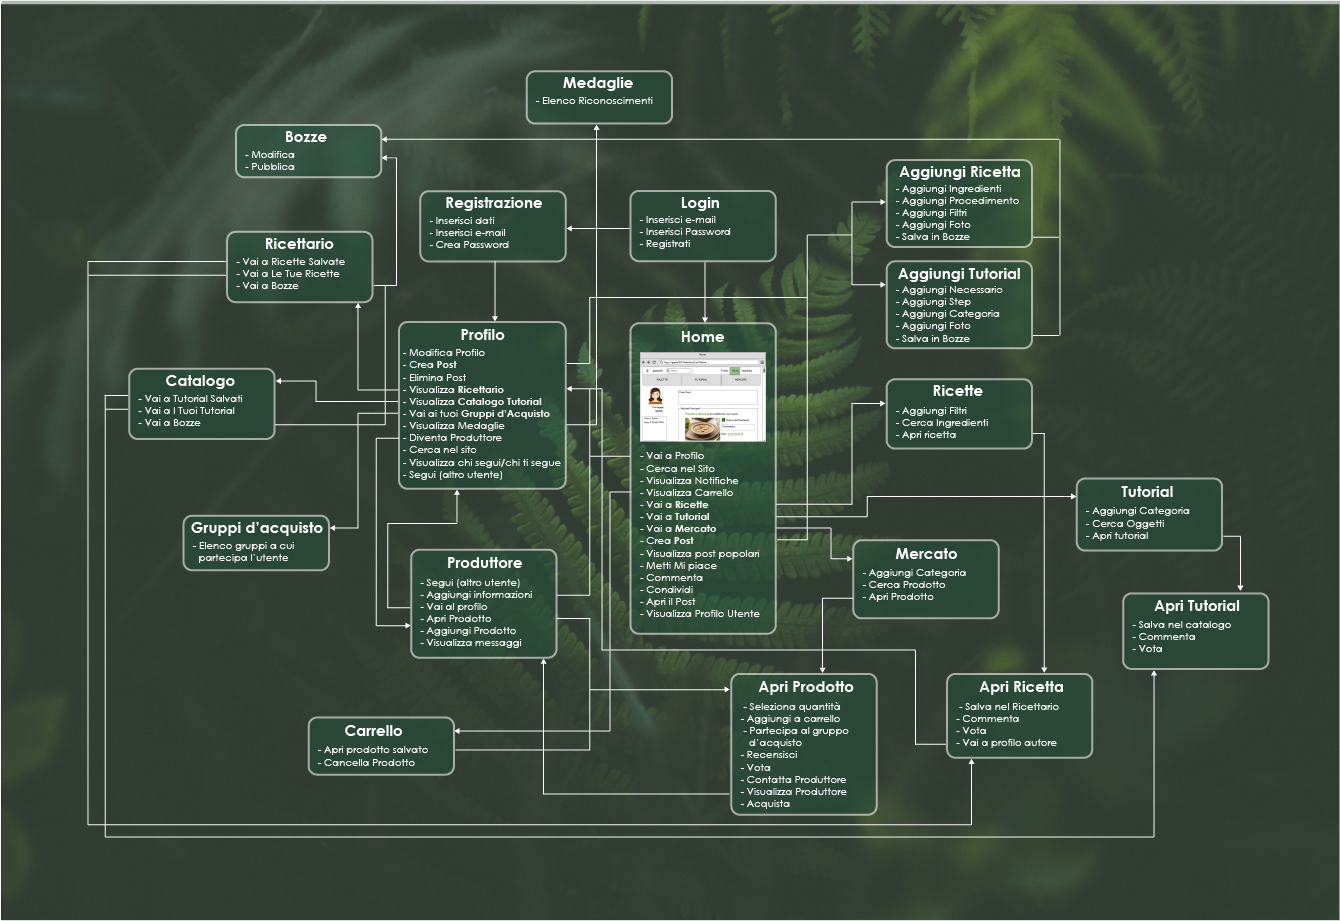 Medaglie
- Elenco Riconoscimenti
Bozze
- Modifica
- Pubblica
Registrazione
- Inserisci dati
- Inserisci e-mail
- Crea Password
Login
- Inserisci e-mail
- Inserisci Password
- Registrati
Aggiungi Ricetta
- Aggiungi Ingredienti
- Aggiungi Procedimento
- Aggiungi Filtri
- Aggiungi Foto
- Salva in Bozze
Ricettario
- Vai a Ricette Salvate
- Vai a Le Tue Ricette
- Vai a Bozze
Aggiungi Tutorial
- Aggiungi Necessario
- Aggiungi Step
- Aggiungi Categoria
- Aggiungi Foto
- Salva in Bozze
Profilo
- Modifica Profilo
- Crea Post
- Elimina Post
- Visualizza Ricettario
- Visualizza Catalogo Tutorial
- Vai ai tuoi Gruppi d'Acquisto
- Visualizza Medaglie
- Diventa Produttore
- Cerca nel sito
- Visualizza chi segui/chi ti segue
- Segui (altro utente)
Home
- Vai a Profilo
- Cerca nel Sito
- Visualizza Notifiche
- Visualizza Carrello
- Vai a Ricette
- Vai a Tutorial
- Vai a Mercato
- Crea Post
- Visualizza post popolari
- Metti Mi piace
- Commenta
- Condividi
- Apri il Post
- Visualizza Profilo Utente
Catalogo
- Vai a Tutorial Salvati
- Vai a I Tuoi Tutorial
- Vai a Bozze
Ricette
- Aggiungi Filtri
- Cerca Ingredienti
- Apri ricetta
Tutorial
- Aggiungi Categoria
- Cerca Oggetti
- Apri tutorial
Gruppi d'acquisto
- Elenco gruppi a cui
partecipa l'utente
Produttore
- Segui (altro utente)
- Aggiungi informazioni
- Vai al profilo
- Apri Prodotto
- Aggiungi Prodotto
- Visualizza messaggi
Mercato
- Aggiungi Categoria
- Cerca Prodotto
- Apri Prodotto
Apri Tutorial
- Salva nel catalogo
- Commenta
- Vota
Apri Prodotto
- Seleziona quantità
- Aggiungi a carrello
- Partecipa al gruppo
d'acquisto
- Recensisci
- Vota
- Contatta Produttore
- Visualizza Produttore
- Acquista
Apri Ricetta
- Salva nel Ricettario
- Commenta
- Vota
- Vai a profilo autore
Carrello
- Apri prodotto salvato
- Cancella Prodotto